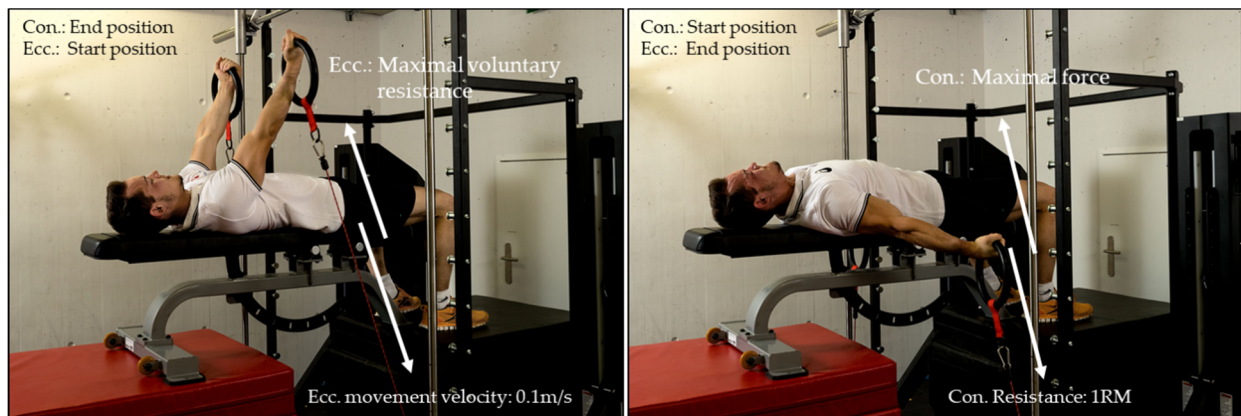 Con.: End position
Ecc.: Start position
Ecc.: Maximal voluntary
resistance
Ecc. movement velocity: 0.1m/s
Con.: Start position
Ecc.: End position
Con.: Maximal force
Con. Resistance: 1RM